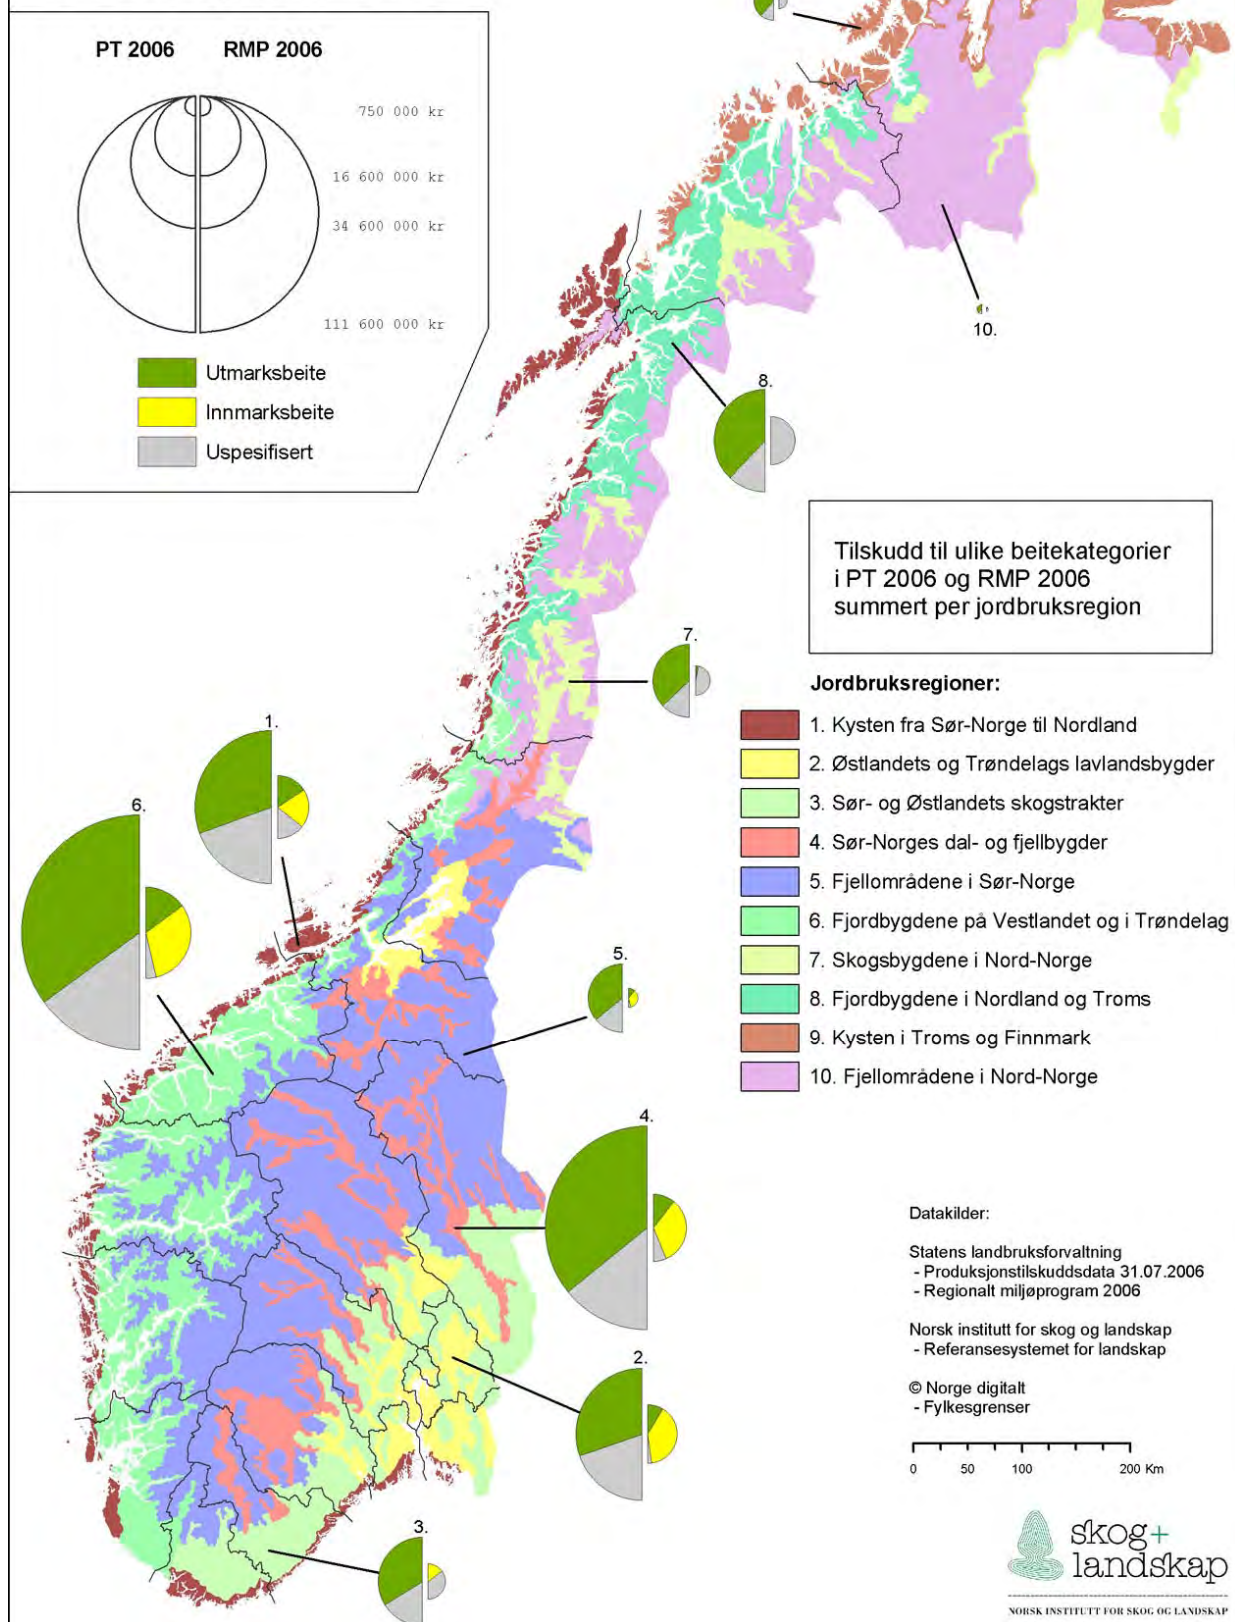 PT 2006 RMP 2006
750 000 kr
16 600 000 kr
34 600 000 kr
111 600 000 kr
Utmarksbeite
Innmarksbeite
Uspesifisert
10.
8.
Tilskudd til ulike beitekategorier
i PT 2006 og RMP 2006
summert per jordbruksregion
7.
Jordbruksregioner:
1. Kysten fra Sør-Norge til Nordland
2. Østlandets og Trøndelags lavlandsbygder
3. Sør- og Østlandets skogstrakter
4. Sør-Norges dal- og fjellbygder
5. Fjellområdene i Sør-Norge
6. Fjordbygdene på Vestlandet og i Trøndelag
7. Skogsbygdene i Nord-Norge
8. Fjordbygdene i Nordland og Troms
9. Kysten i Troms og Finnmark
10. Fjellområdene i Nord-Norge
1.
6.
5.
4.
2.
3.
Datakilder:
Statens landbruksforvaltning
- Produksjonstilskuddsdata 31.07.2006
- Regionalt miljøprogram 2006
Norsk institutt for skog og landskap
- Referansesystemet for landskap
© Norge digitalt
- Fylkesgrenser
0 50 100 200 Km
skog+
landskap
NORSK INSTITUTT FOR SKOG OG LANDSKAP